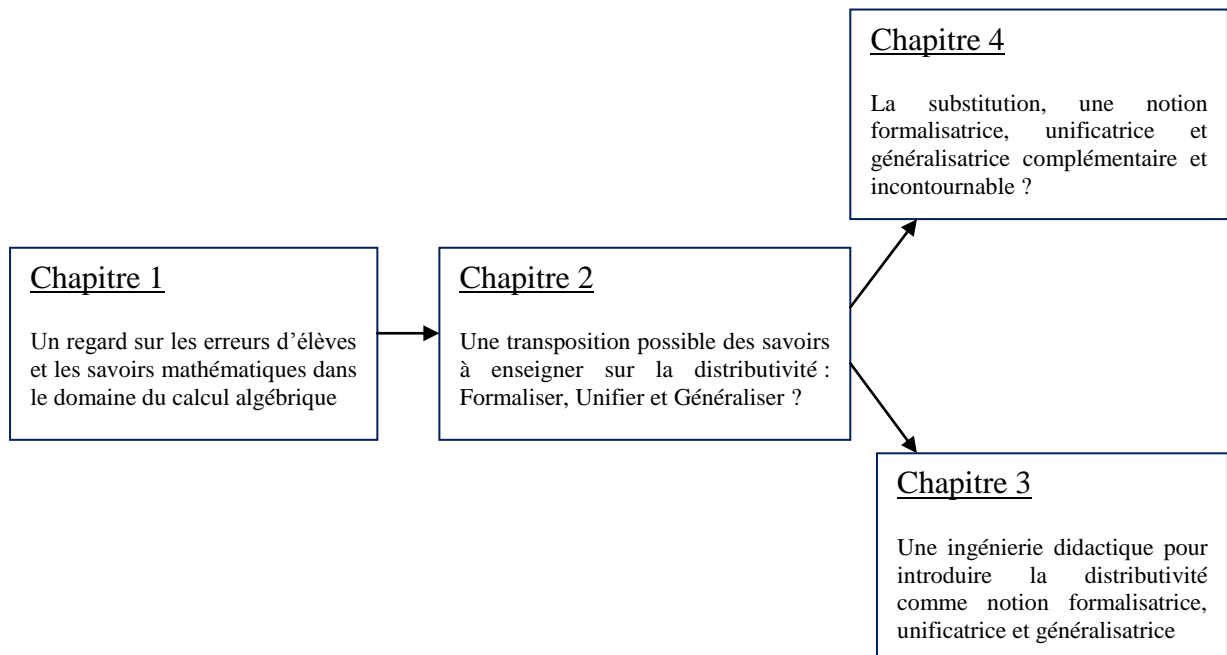 Chapitre 4
La substitution, une notion
formalisatrice, unificatrice et
généralisatrice complémentaire et
incontournable ?
Chapitre 1
Un regard sur les erreurs d’élèves
et les savoirs mathématiques dans
le domaine du calcul algébrique
Chapitre 2
Une transposition possible des savoirs
à enseigner sur la distributivité :
Formaliser, Unifier et Généraliser ?
Chapitre 3
Une ingénierie didactique pour
introduire la distributivité
comme notion formalisatrice,
unificatrice et généralisatrice